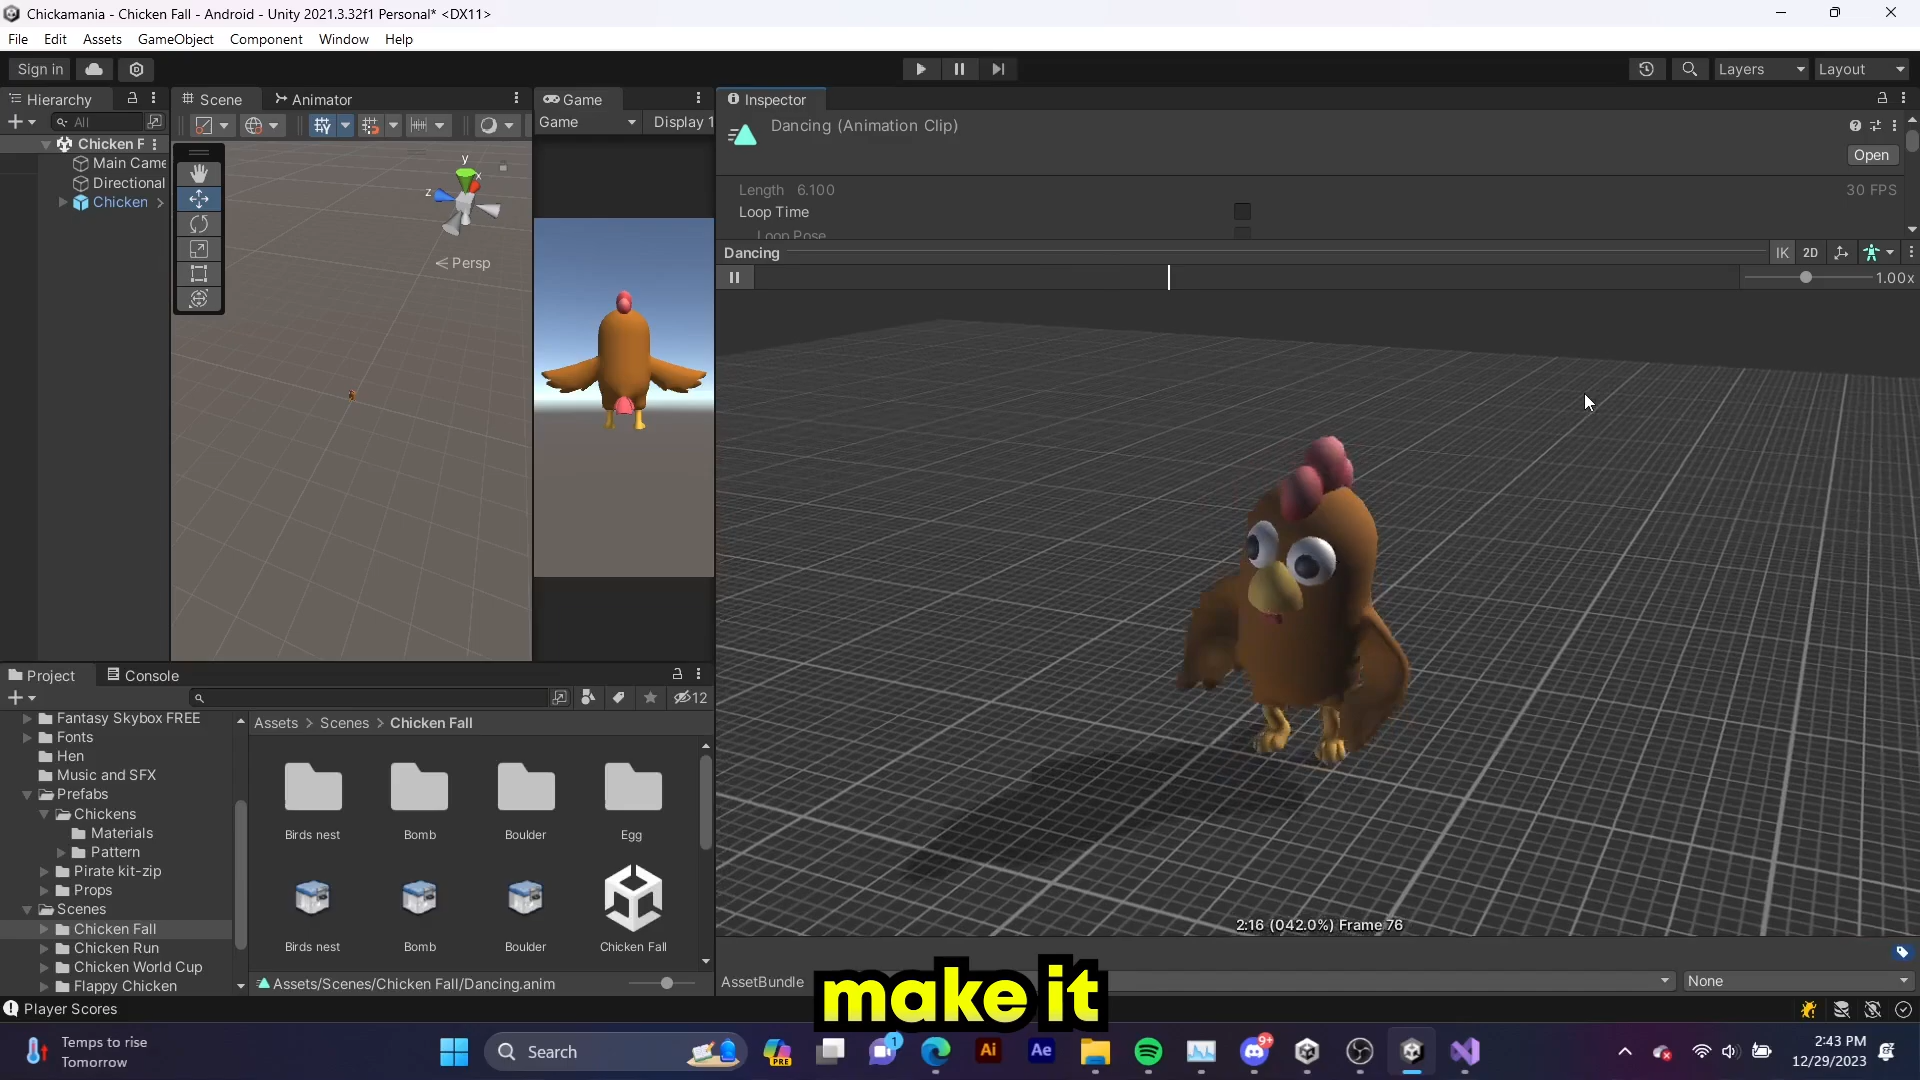 Chickamania - Chicken Fall - Android - Unity 2021.3.32f1 Personal* <DX11>
File Edit Assets GameObject Component Window Help
Sign in
Layers
Layout
Hierarchy
Scene
Animator
Game
Inspector
All
Game
Display 1
Dancing (Animation Clip)
Open
Chicken F
Main Came
Directional
Chicken
y
x
z
Persp
Length 6.100
30 FPS
Loop Time
Loop Pose
Dancing
IK
2D
1.00x
2:16 (042.0%) Frame 76
Project
Console
12
Fantasy Skybox FREE
Fonts
Hen
Music and SFX
Prefabs
Chickens
Materials
Pattern
Pirate kit-zip
Props
Scenes
Chicken Fall
Chicken Run
Chicken World Cup
Flappy Chicken
Assets > Scenes > Chicken Fall
Birds nest
Bomb
Boulder
Egg
Birds nest
Bomb
Boulder
Chicken Fall
Assets/Scenes/Chicken Fall/Dancing.anim
AssetBundle
None
make it
Player Scores
Temps to rise
Tomorrow
Search
PRE
1
Ai
Ae
9+
2:43 PM
12/29/2023